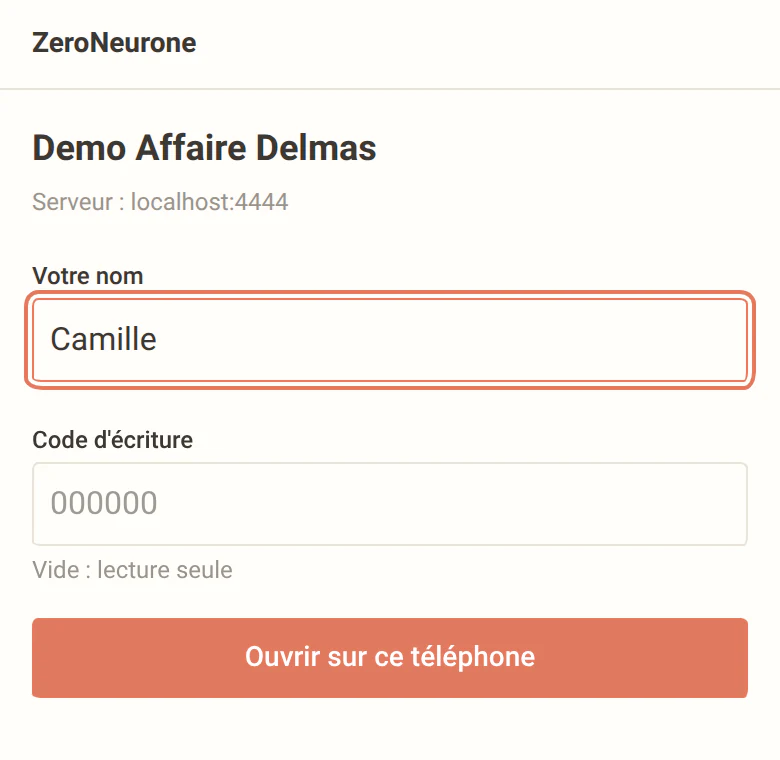 ZeroNeurone
Demo Affaire Delmas
Serveur : localhost:4444
Votre nom
Camille
Code d'écriture
000000
Vide : lecture seule
Ouvrir sur ce téléphone